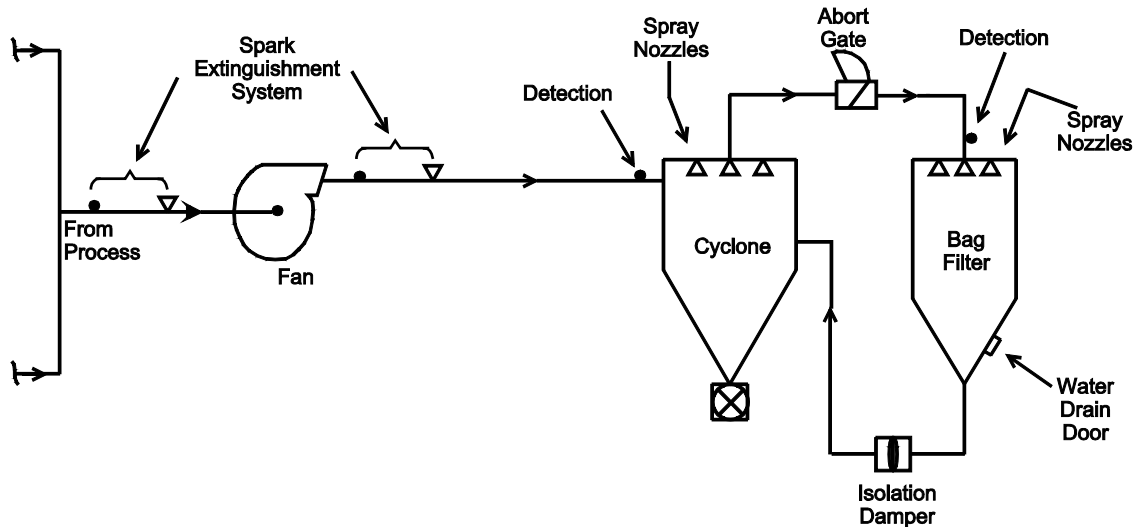 Spark
Extinguishment
System
Detection
Spray
Nozzles
Abort
Gate
Detection
Spray
Nozzles
From
Process
Fan
Cyclone
Bag
Filter
Water
Drain
Door
Isolation
Damper